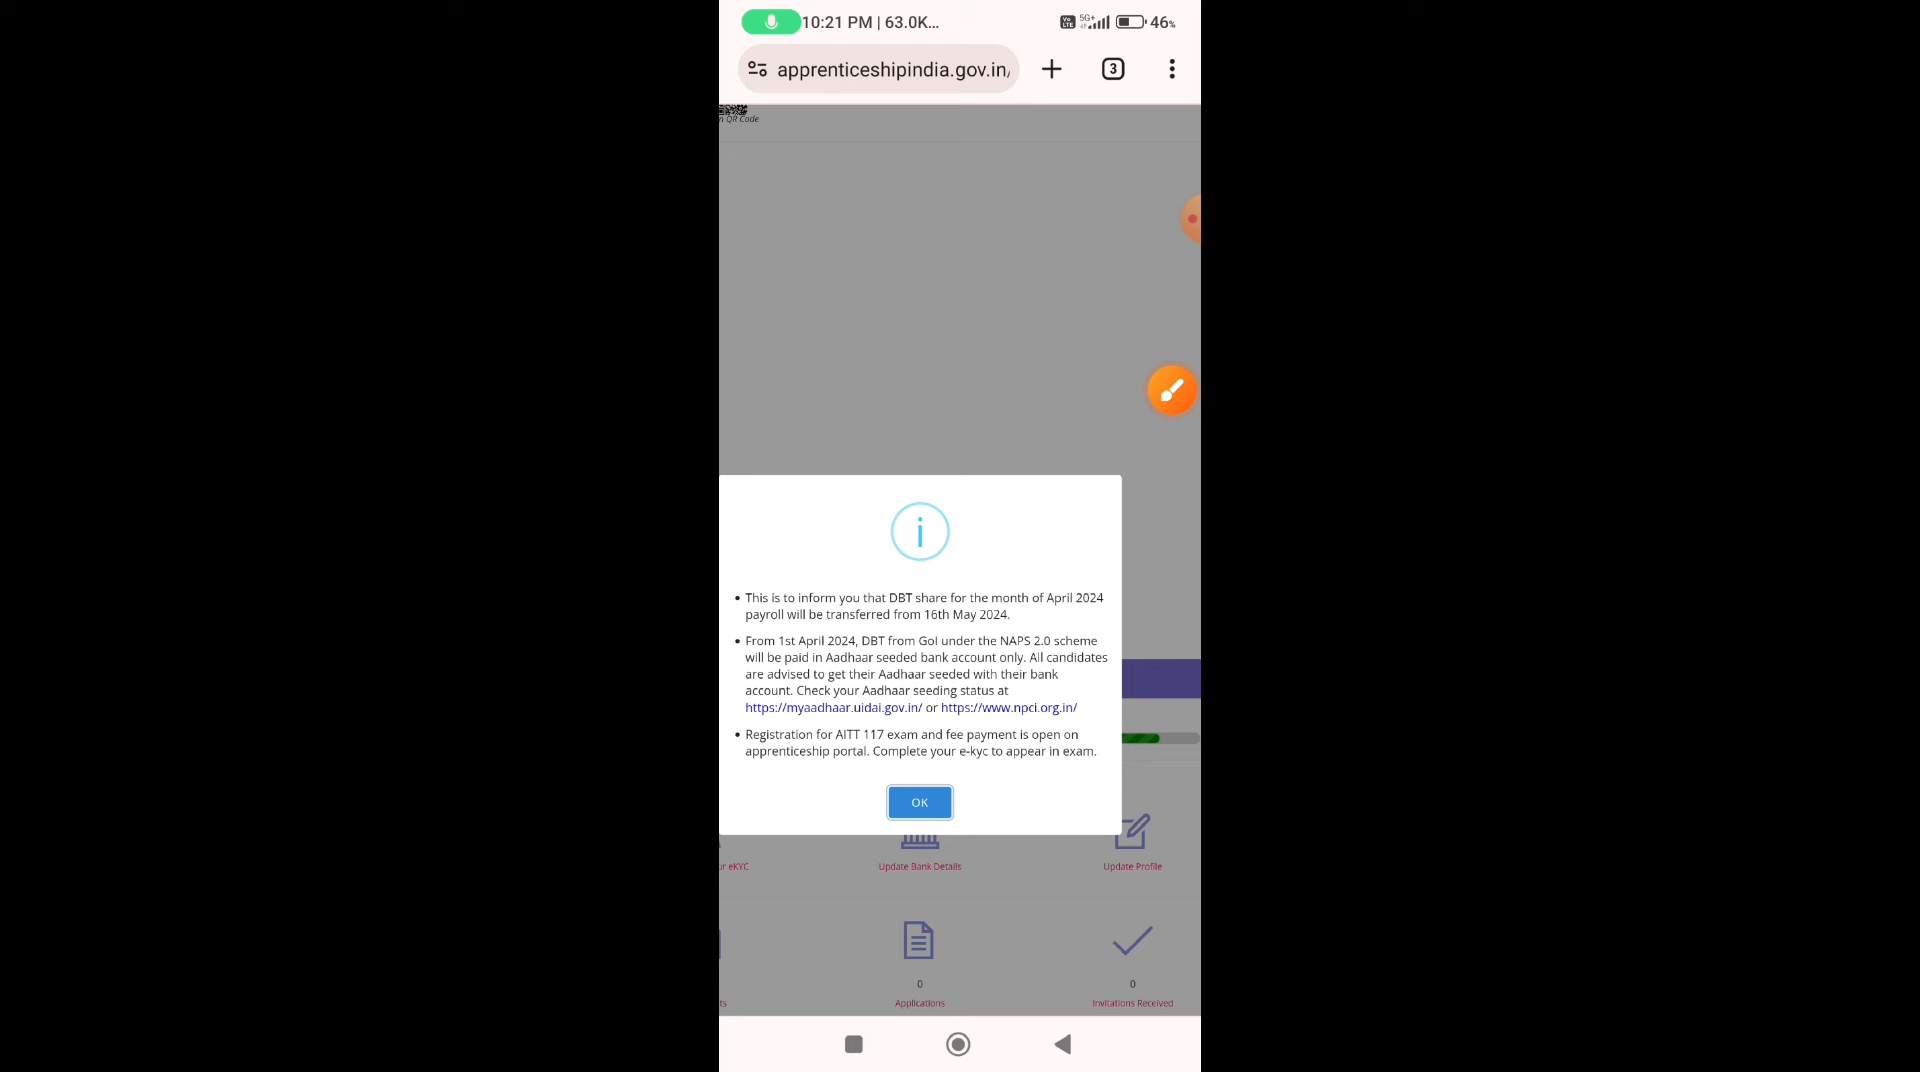 10:21 PM | 63.0K...
Vo LTE 5G+ 46%
apprenticeshipindia.gov.in/
3
n QR Code
i
• This is to inform you that DBT share for the month of April 2024
payroll will be transferred from 16th May 2024.
• From 1st April 2024, DBT from GoI under the NAPS 2.0 scheme
will be paid in Aadhaar seeded bank account only. All candidates
are advised to get their Aadhaar seeded with their bank
account. Check your Aadhaar seeding status at
https://myaadhaar.uidai.gov.in/ or https://www.npci.org.in/
• Registration for AITT 117 exam and fee payment is open on
apprenticeship portal. Complete your e-kyc to appear in exam.
OK
ur eKYC
Update Bank Details
Update Profile
0
0
ts
Applications
Invitations Received